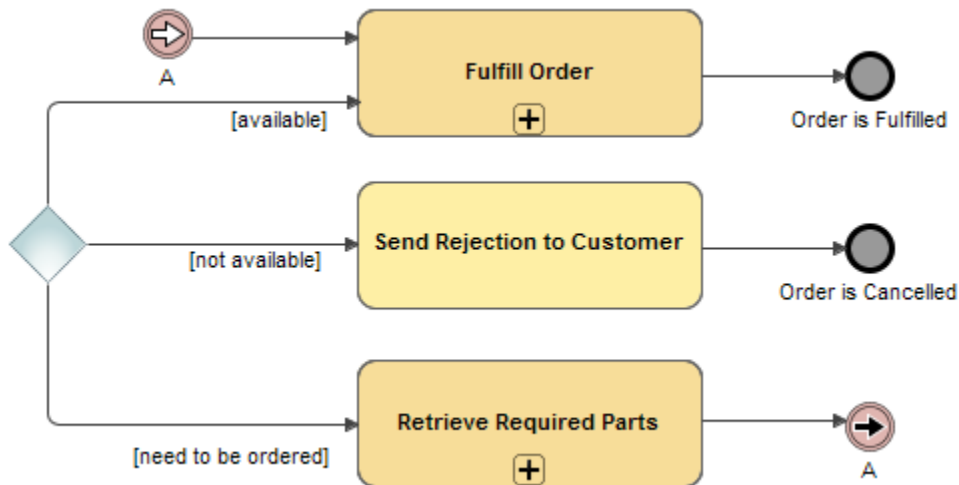 A
Fulfill Order
[available]
Order is Fulfilled
Send Rejection to Customer
[not available]
Order is Cancelled
Retrieve Required Parts
[need to be ordered]
A